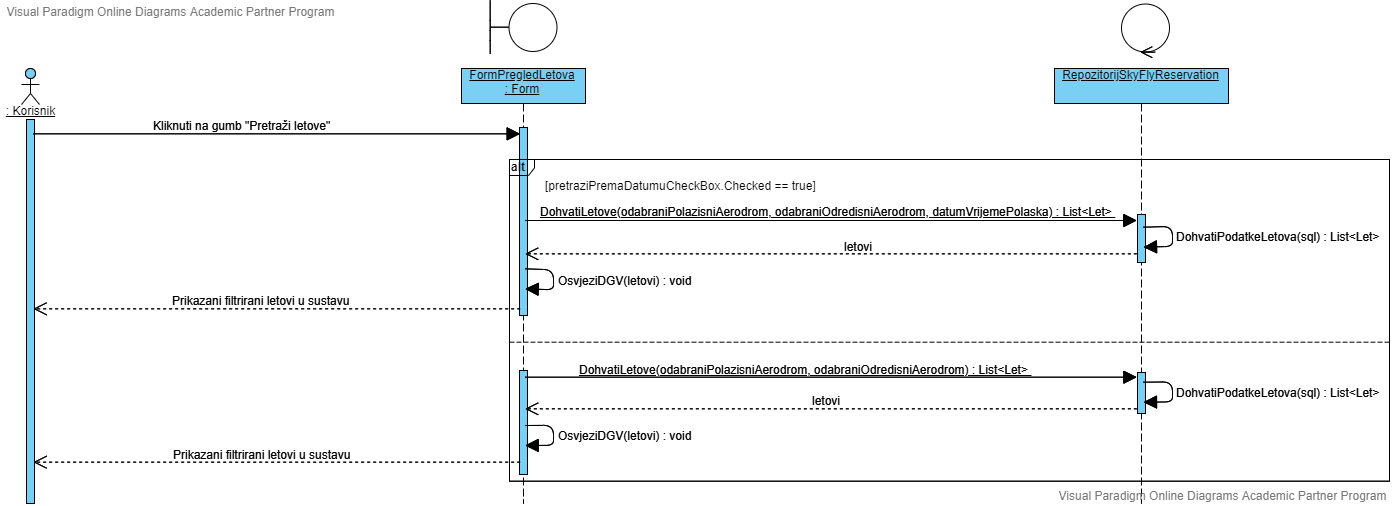 Visual Paradigm Online Diagrams Academic Partner Program
FormPregledLetova
: Form
RepozitorijSkyFlyReservation
: Korisnik
Kliknuti na gumb "Pretraži letove"
alt
[pretraziPremaDatumuCheckBox.Checked == true]
DohvatiLetove(odabraniPolazisniAerodrom, odabraniOdredisniAerodrom, datumVrijemePolaska) : List<Let>
DohvatiPodatkeLetova(sql) : List<Let>
letovi
OsvjeziDGV(letovi) : void
Prikazani filtrirani letovi u sustavu
DohvatiLetove(odabraniPolazisniAerodrom, odabraniOdredisniAerodrom) : List<Let>
DohvatiPodatkeLetova(sql) : List<Let>
letovi
OsvjeziDGV(letovi) : void
Prikazani filtrirani letovi u sustavu
Visual Paradigm Online Diagrams Academic Partner Program